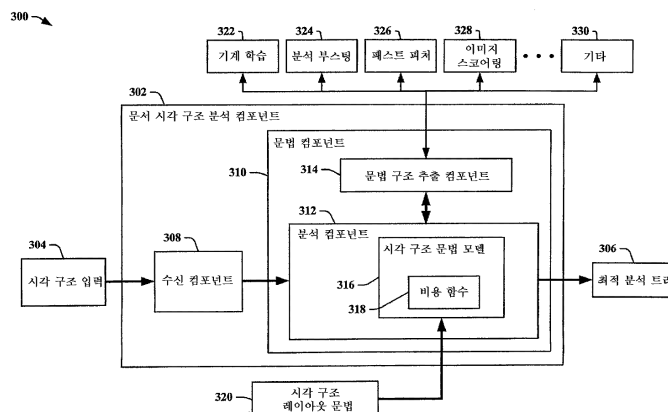 300
322
324
326
328
330
기계 학습
분석 부스팅
패스트 피처
이미지
스코어링
기타
302
문서 시각 구조 분석 컴포넌트
310
문법 컴포넌트
314
문법 구조 추출 컴포넌트
312
분석 컴포넌트
304
308
306
시각 구조 입력
수신 컴포넌트
시각 구조 문법 모델
316
318
비용 함수
최적 분석 트리
320
시각 구조
레이아웃 문법